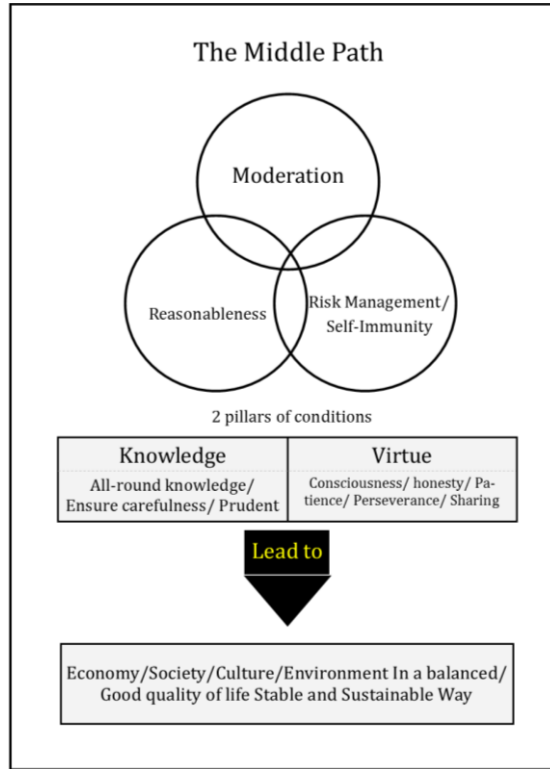 The Middle Path
Moderation
Reasonableness
Risk Management/
Self-Immunity
2 pillars of conditions
Knowledge
All-round knowledge/
Ensure carefulness/ Prudent
Virtue
Consciousness/ honesty/ Pa-
tience/ Perseverance/ Sharing
Lead to
Economy/Society/Culture/Environment In a balanced/
Good quality of life Stable and Sustainable Way